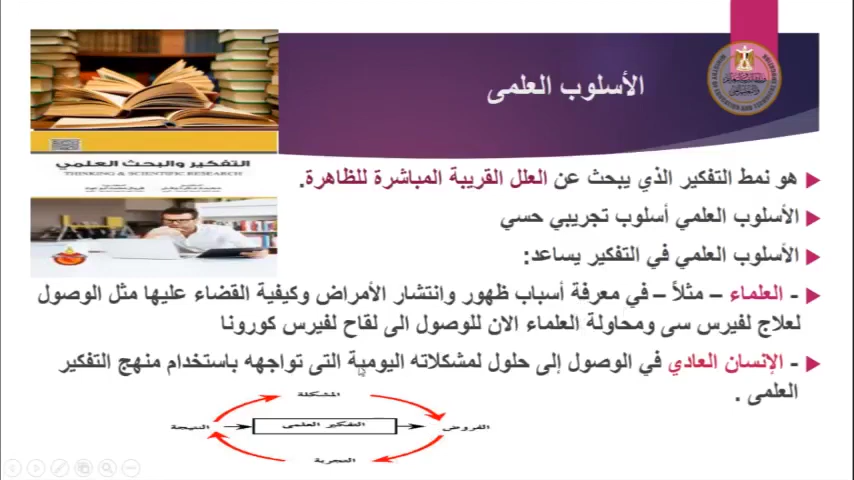 الأسلوب العلمى
التفكير والبحث العلمي
THINKING & SCIENTIFIC RESEARCH
هو نمط التفكير الذي يبحث عن العلل القريبة المباشرة للظاهرة.
الأسلوب العلمي أسلوب تجريبي حسي
الأسلوب العلمي في التفكير يساعد:
- العلماء – مثلاً – في معرفة أسباب ظهور وانتشار الأمراض وكيفية القضاء عليها مثل الوصول
لعلاج لفيرس سى ومحاولة العلماء الان للوصول الى لقاح لفيرس كورونا
- الإنسان العادي في الوصول إلى حلول لمشكلاته اليومية التى تواجهه باستخدام منهج التفكير
العلمى .
المشكلة
الفروض
التفكير العلمى
النتيجة
التجربة